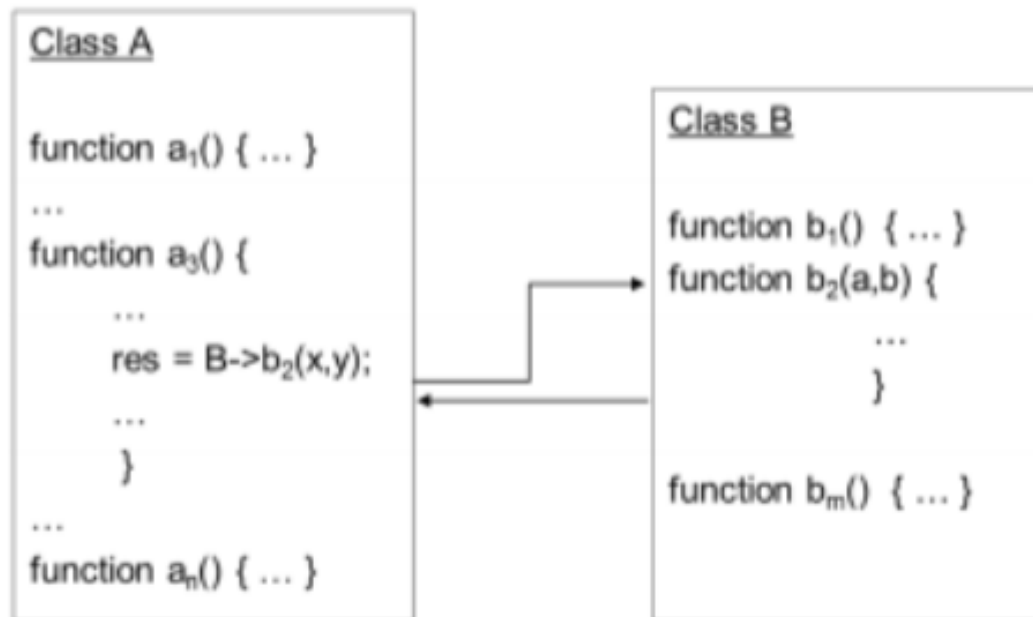 Class A
function a₁() { ... }
...
function a₃() {
...
res = B->b₂(x,y);
...
}
...
function aₙ() { ... }
Class B
function b₁() { ... }
function b₂(a,b) {
...
}
function bₘ() { ... }